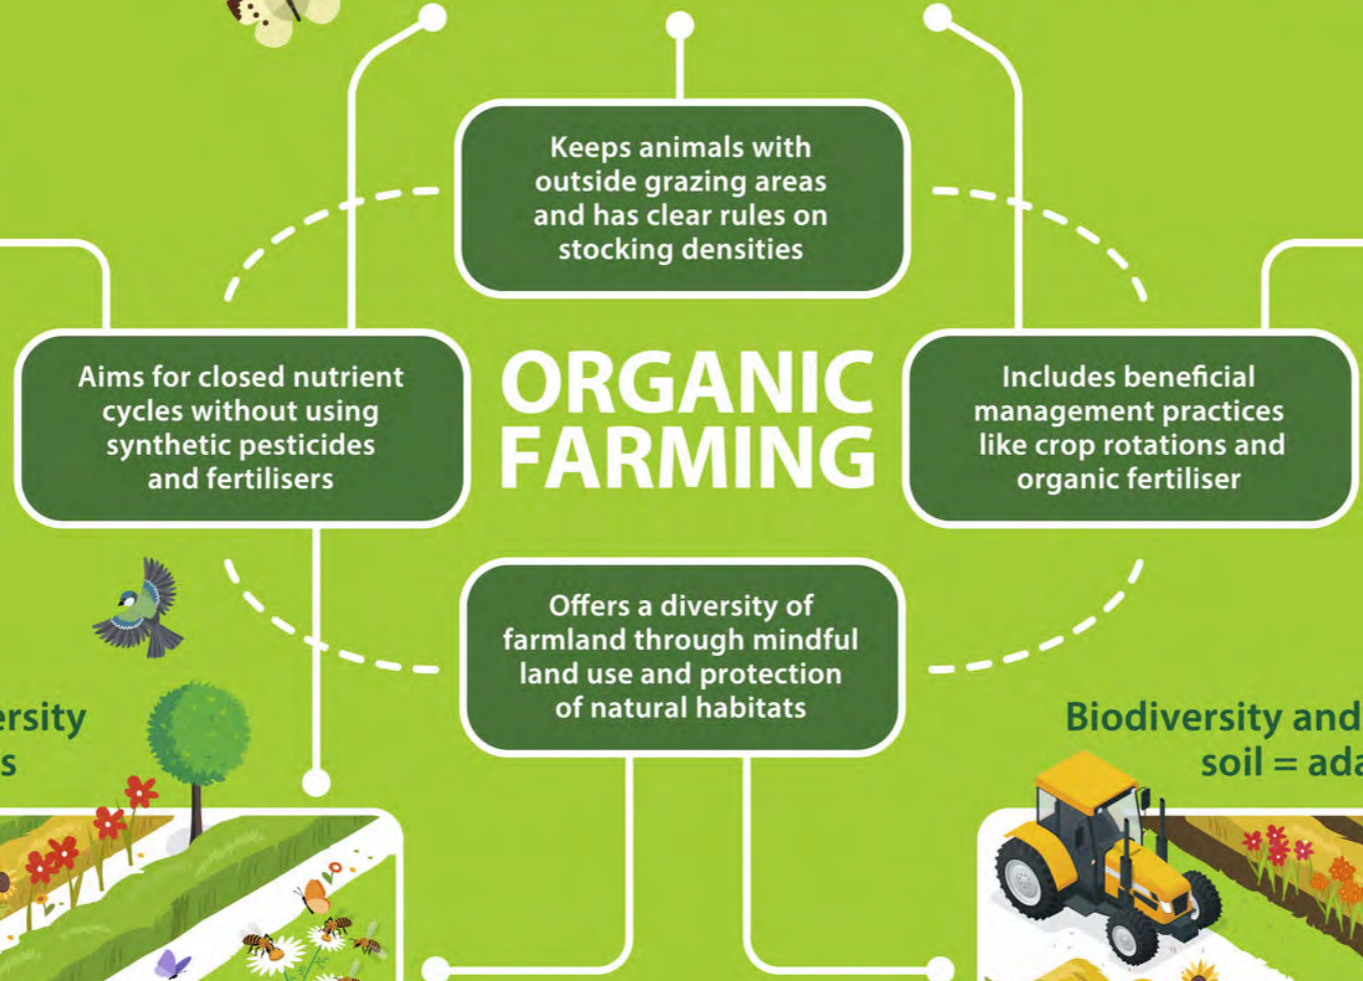 Keeps animals with
outside grazing areas
and has clear rules on
stocking densities
Aims for closed nutrient
cycles without using
synthetic pesticides
and fertilisers
ORGANIC
FARMING
Includes beneficial
management practices
like crop rotations and
organic fertiliser
Offers a diversity of
farmland through mindful
land use and protection
of natural habitats
Biodiversity and
soil =